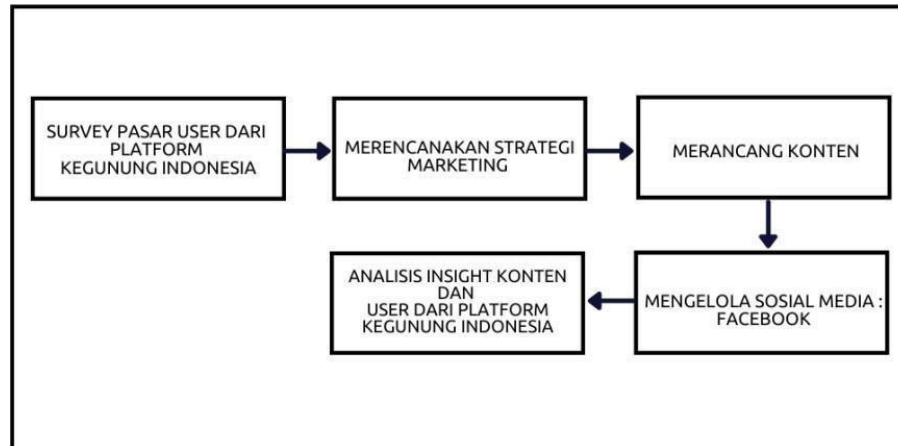 SURVEY PASAR USER DARI
PLATFORM
KEGUNUNG INDONESIA
MERENCANAKAN STRATEGI
MARKETING
MERANCANG KONTEN
MENGELOLA SOSIAL MEDIA :
FACEBOOK
ANALISIS INSIGHT KONTEN
DAN
USER DARI PLATFORM
KEGUNUNG INDONESIA